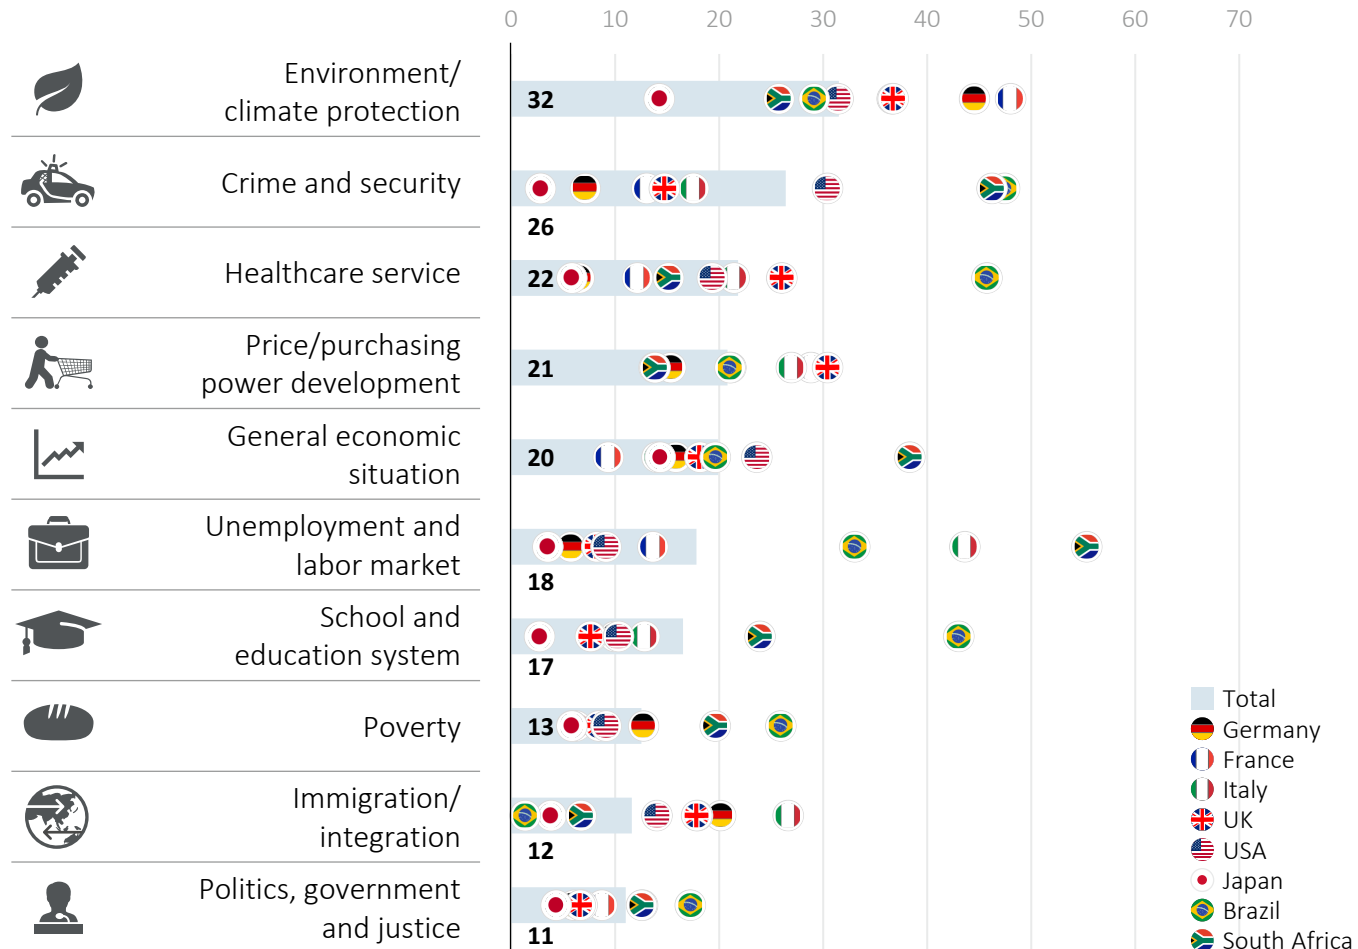 0 10 20 30 40 50 60 70
Environment/
climate protection
32
Crime and security
26
Healthcare service
22
Price/purchasing
power development
21
General economic
situation
20
Unemployment and
labor market
18
School and
education system
17
Poverty
13
Immigration/
integration
12
Politics, government
and justice
11
Total
Germany
France
Italy
UK
USA
Japan
Brazil
South Africa